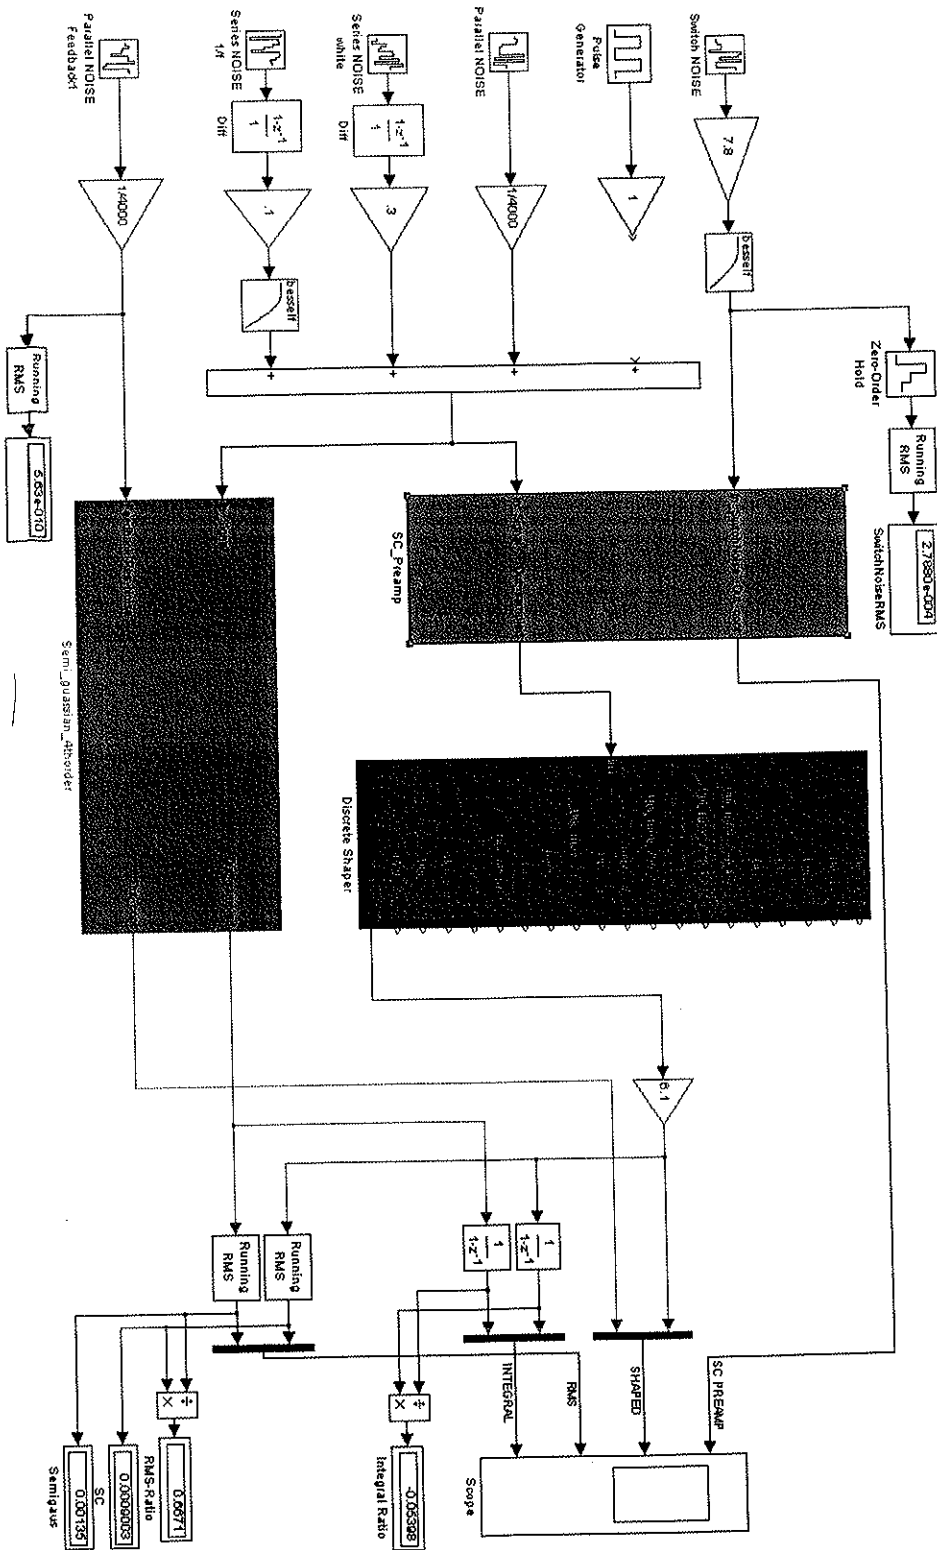 Switch NOISE
7.8
besself
Zero-Order
Hold
Running
RMS
2.7890e-004
SwitchNoiseRMS
Pulse
Generator
1
Parallel NOISE
1/4000
Series NOISE
white
1
1-z-1
Diff
.3
Series NOISE
1/f
1
1-z-1
Diff
.1
besself
Parallel NOISE
Feedback1
1/4000
Running
RMS
5.63e-010
x
+
+
+
+
SC_Preamp
Discrete Shaper
Semi_guassian_4thorder
6.1
1
1-z-1
1
1-z-1
Running
RMS
Running
RMS
SC PREAMP
SHAPED
RMS
INTEGRAL
Scope
÷
x
-0.05398
Integral Ratio
÷
x
0.6671
RMS-Ratio
0.0009003
SC
0.00135
Semigaus